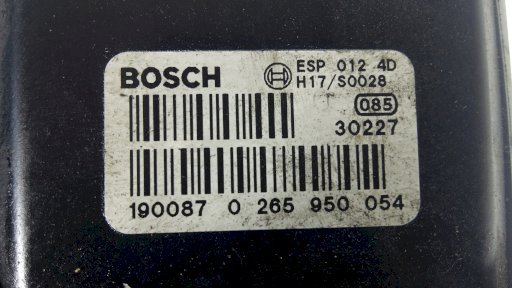 BOSCH
ESP 012 4D
H17/S0028
085
30227
190087 0 265 950 054